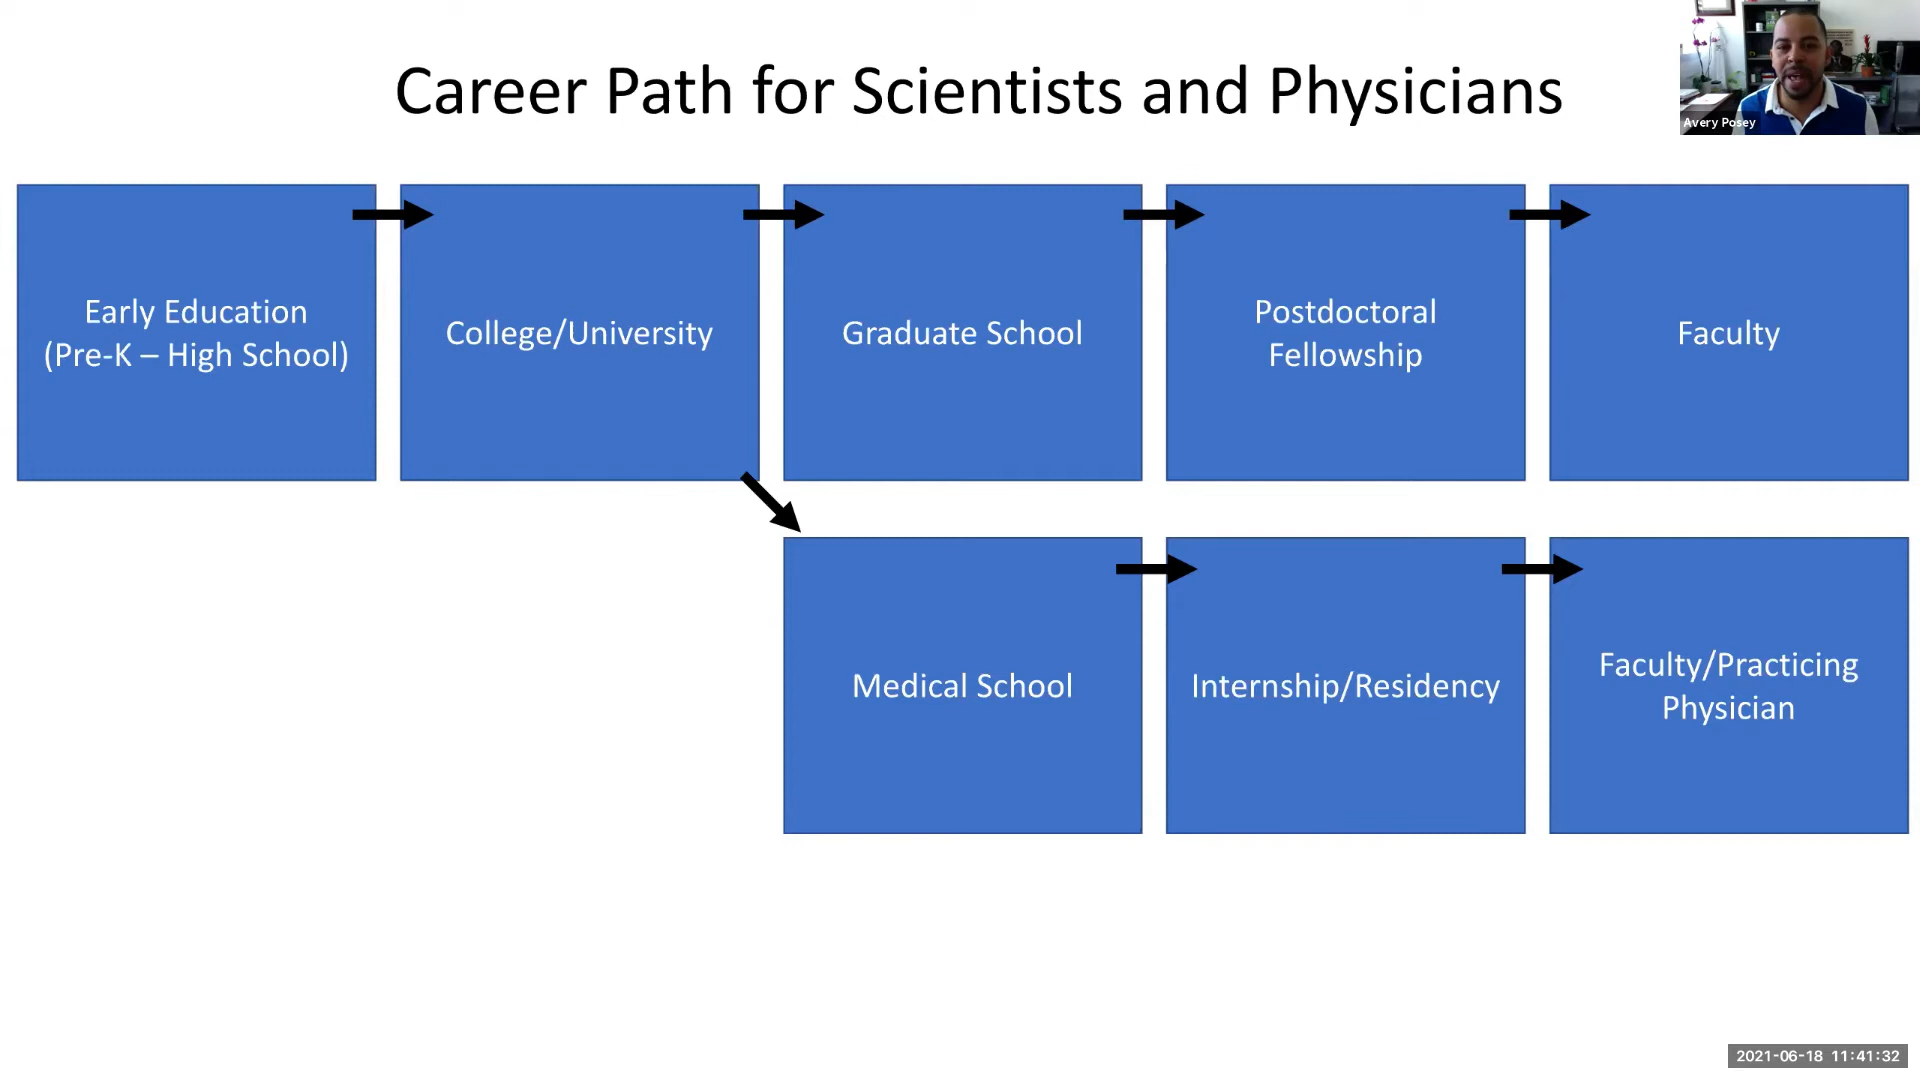 Career Path for Scientists and Physicians
Avery Posey
Early Education
(Pre-K – High School)
College/University
Graduate School
Postdoctoral
Fellowship
Faculty
Medical School
Internship/Residency
Faculty/Practicing
Physician
2021-06-18 11:41:32